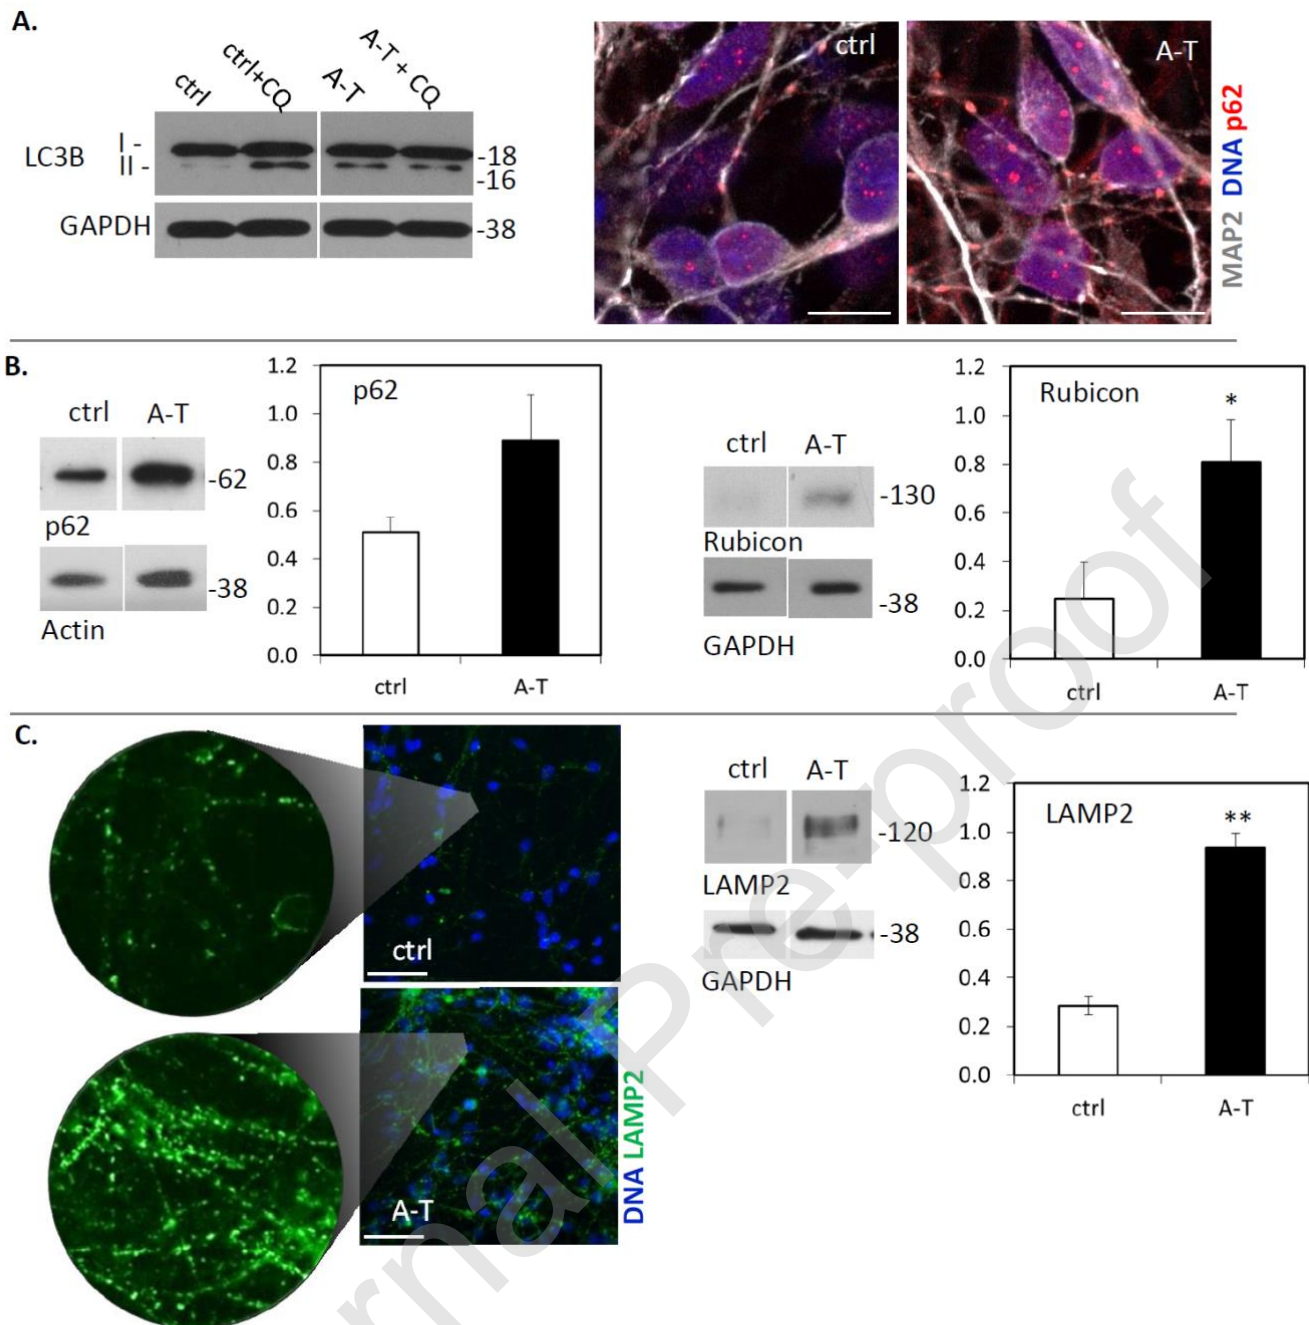 A.
ctrl ctrl+CQ A-T A-T + CQ
LC3B I - II - -18 -16
GAPDH -38
ctrl
A-T
MAP2 DNA p62
B.
ctrl A-T
-62
p62
-38
Actin
p62
1.2
1.0
0.8
0.6
0.4
0.2
0.0
ctrl A-T
ctrl A-T
-130
Rubicon
-38
GAPDH
Rubicon
*
1.2
1.0
0.8
0.6
0.4
0.2
0.0
ctrl A-T
C.
ctrl
A-T
DNA LAMP2
ctrl A-T
-120
LAMP2
-38
GAPDH
LAMP2
**
1.2
1.0
0.8
0.6
0.4
0.2
0.0
ctrl A-T
rnal Pre-proof